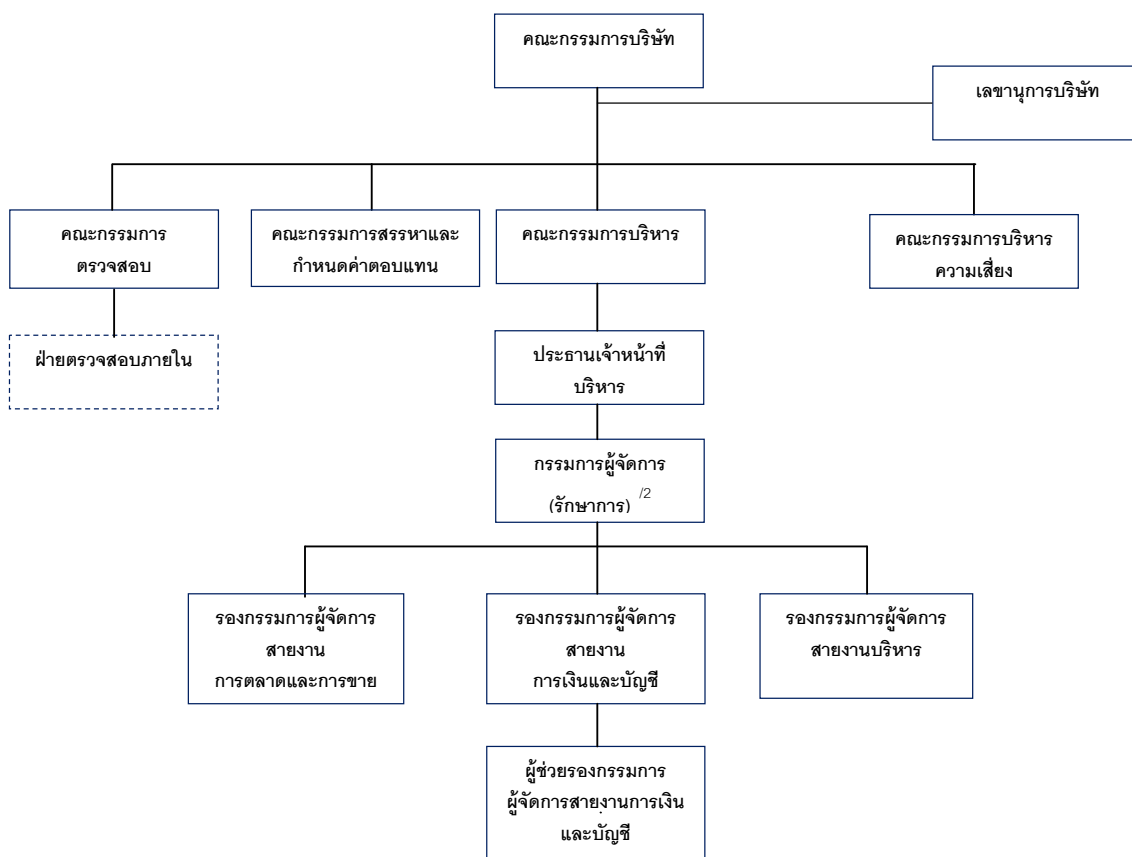 คณะกรรมการบริษัท
เลขานุการบริษัท
คณะกรรมการ
ตรวจสอบ
คณะกรรมการสรรหาและ
กำหนดค่าตอบแทน
คณะกรรมการบริหาร
คณะกรรมการบริหาร
ความเสี่ยง
ฝ่ายตรวจสอบภายใน
ประธานเจ้าหน้าที่
บริหาร
กรรมการผู้จัดการ
(รักษาการ) /2
รองกรรมการผู้จัดการ
สายงาน
การตลาดและการขาย
รองกรรมการผู้จัดการ
สายงาน
การเงินและบัญชี
รองกรรมการผู้จัดการ
สายงานบริหาร
ผู้ช่วยรองกรรมการ
ผู้จัดการสายงานการเงิน
และบัญชี